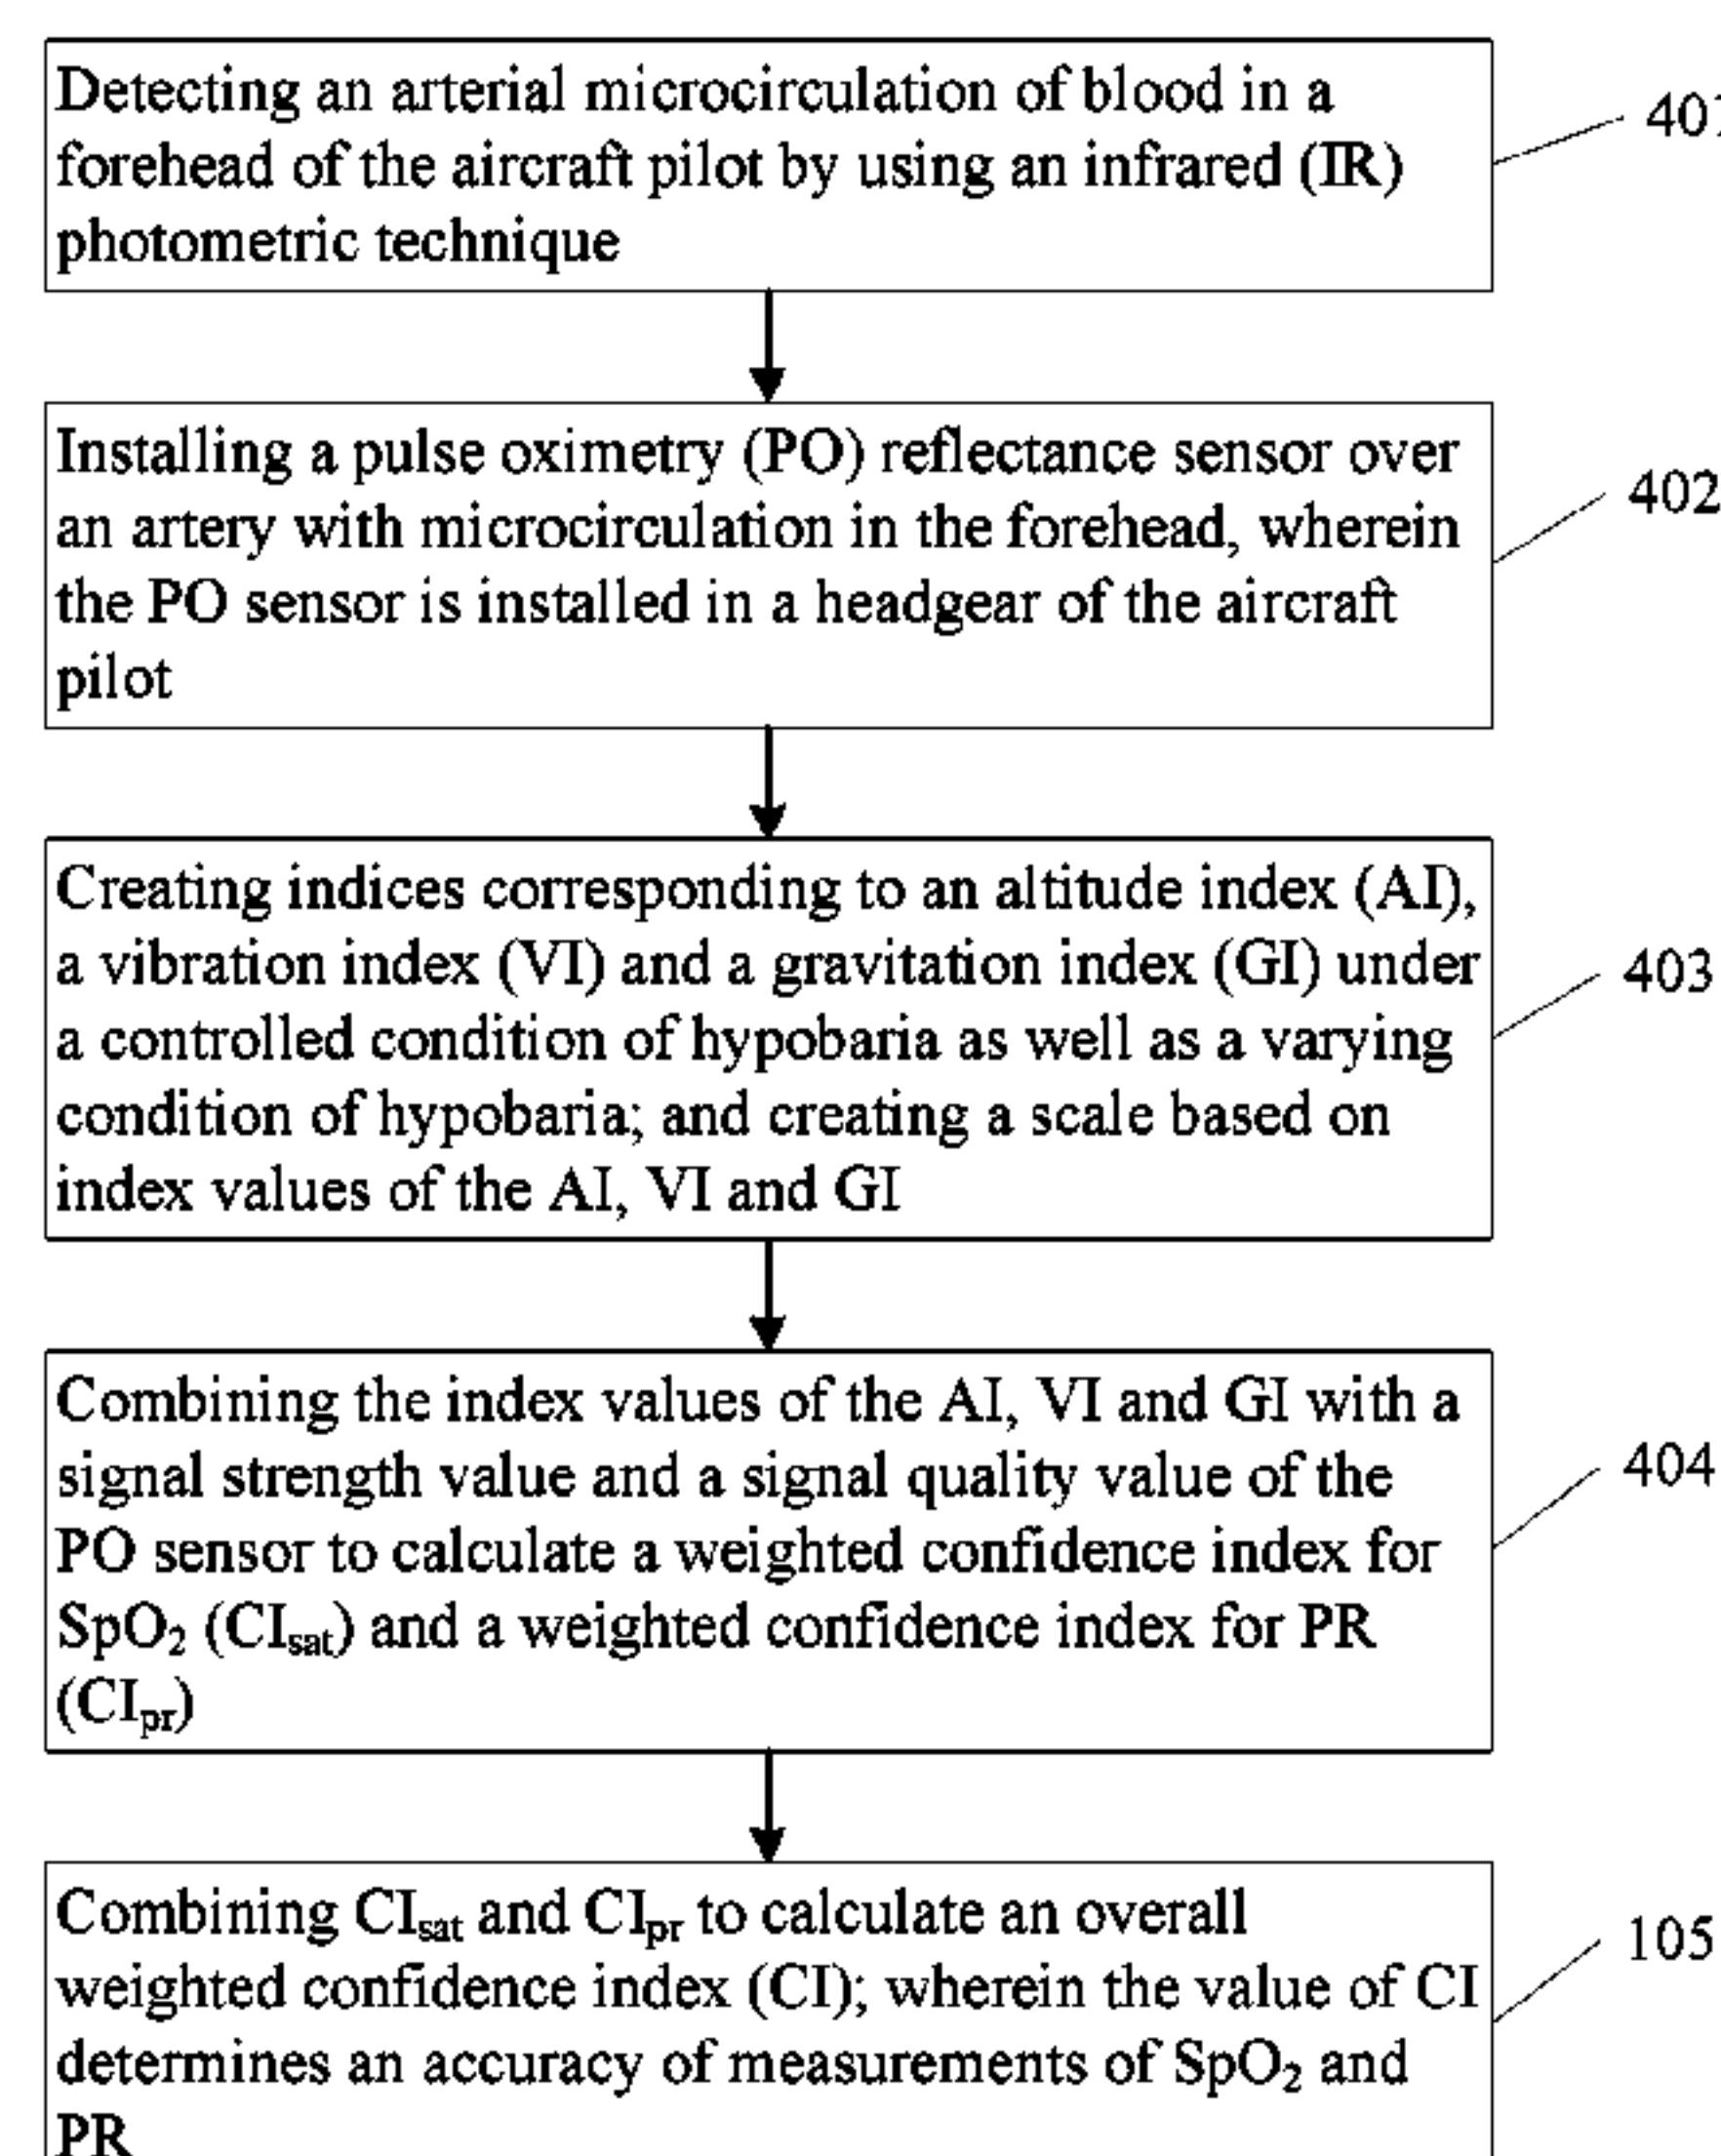 Detecting an arterial microcirculation of blood in a
forehead of the aircraft pilot by using an infrared (IR)
photometric technique
401
Installing a pulse oximetry (PO) reflectance sensor over
an artery with microcirculation in the forehead, wherein
the PO sensor is installed in a headgear of the aircraft
pilot
402
Creating indices corresponding to an altitude index (AI),
a vibration index (VI) and a gravitation index (GI) under
a controlled condition of hypobaria as well as a varying
condition of hypobaria; and creating a scale based on
index values of the AI, VI and GI
403
Combining the index values of the AI, VI and GI with a
signal strength value and a signal quality value of the
PO sensor to calculate a weighted confidence index for
SpO₂ (CIsat) and a weighted confidence index for PR
(CIpr)
404
Combining CIsat and CIpr to calculate an overall
weighted confidence index (CI); wherein the value of CI
determines an accuracy of measurements of SpO₂ and
PR
105